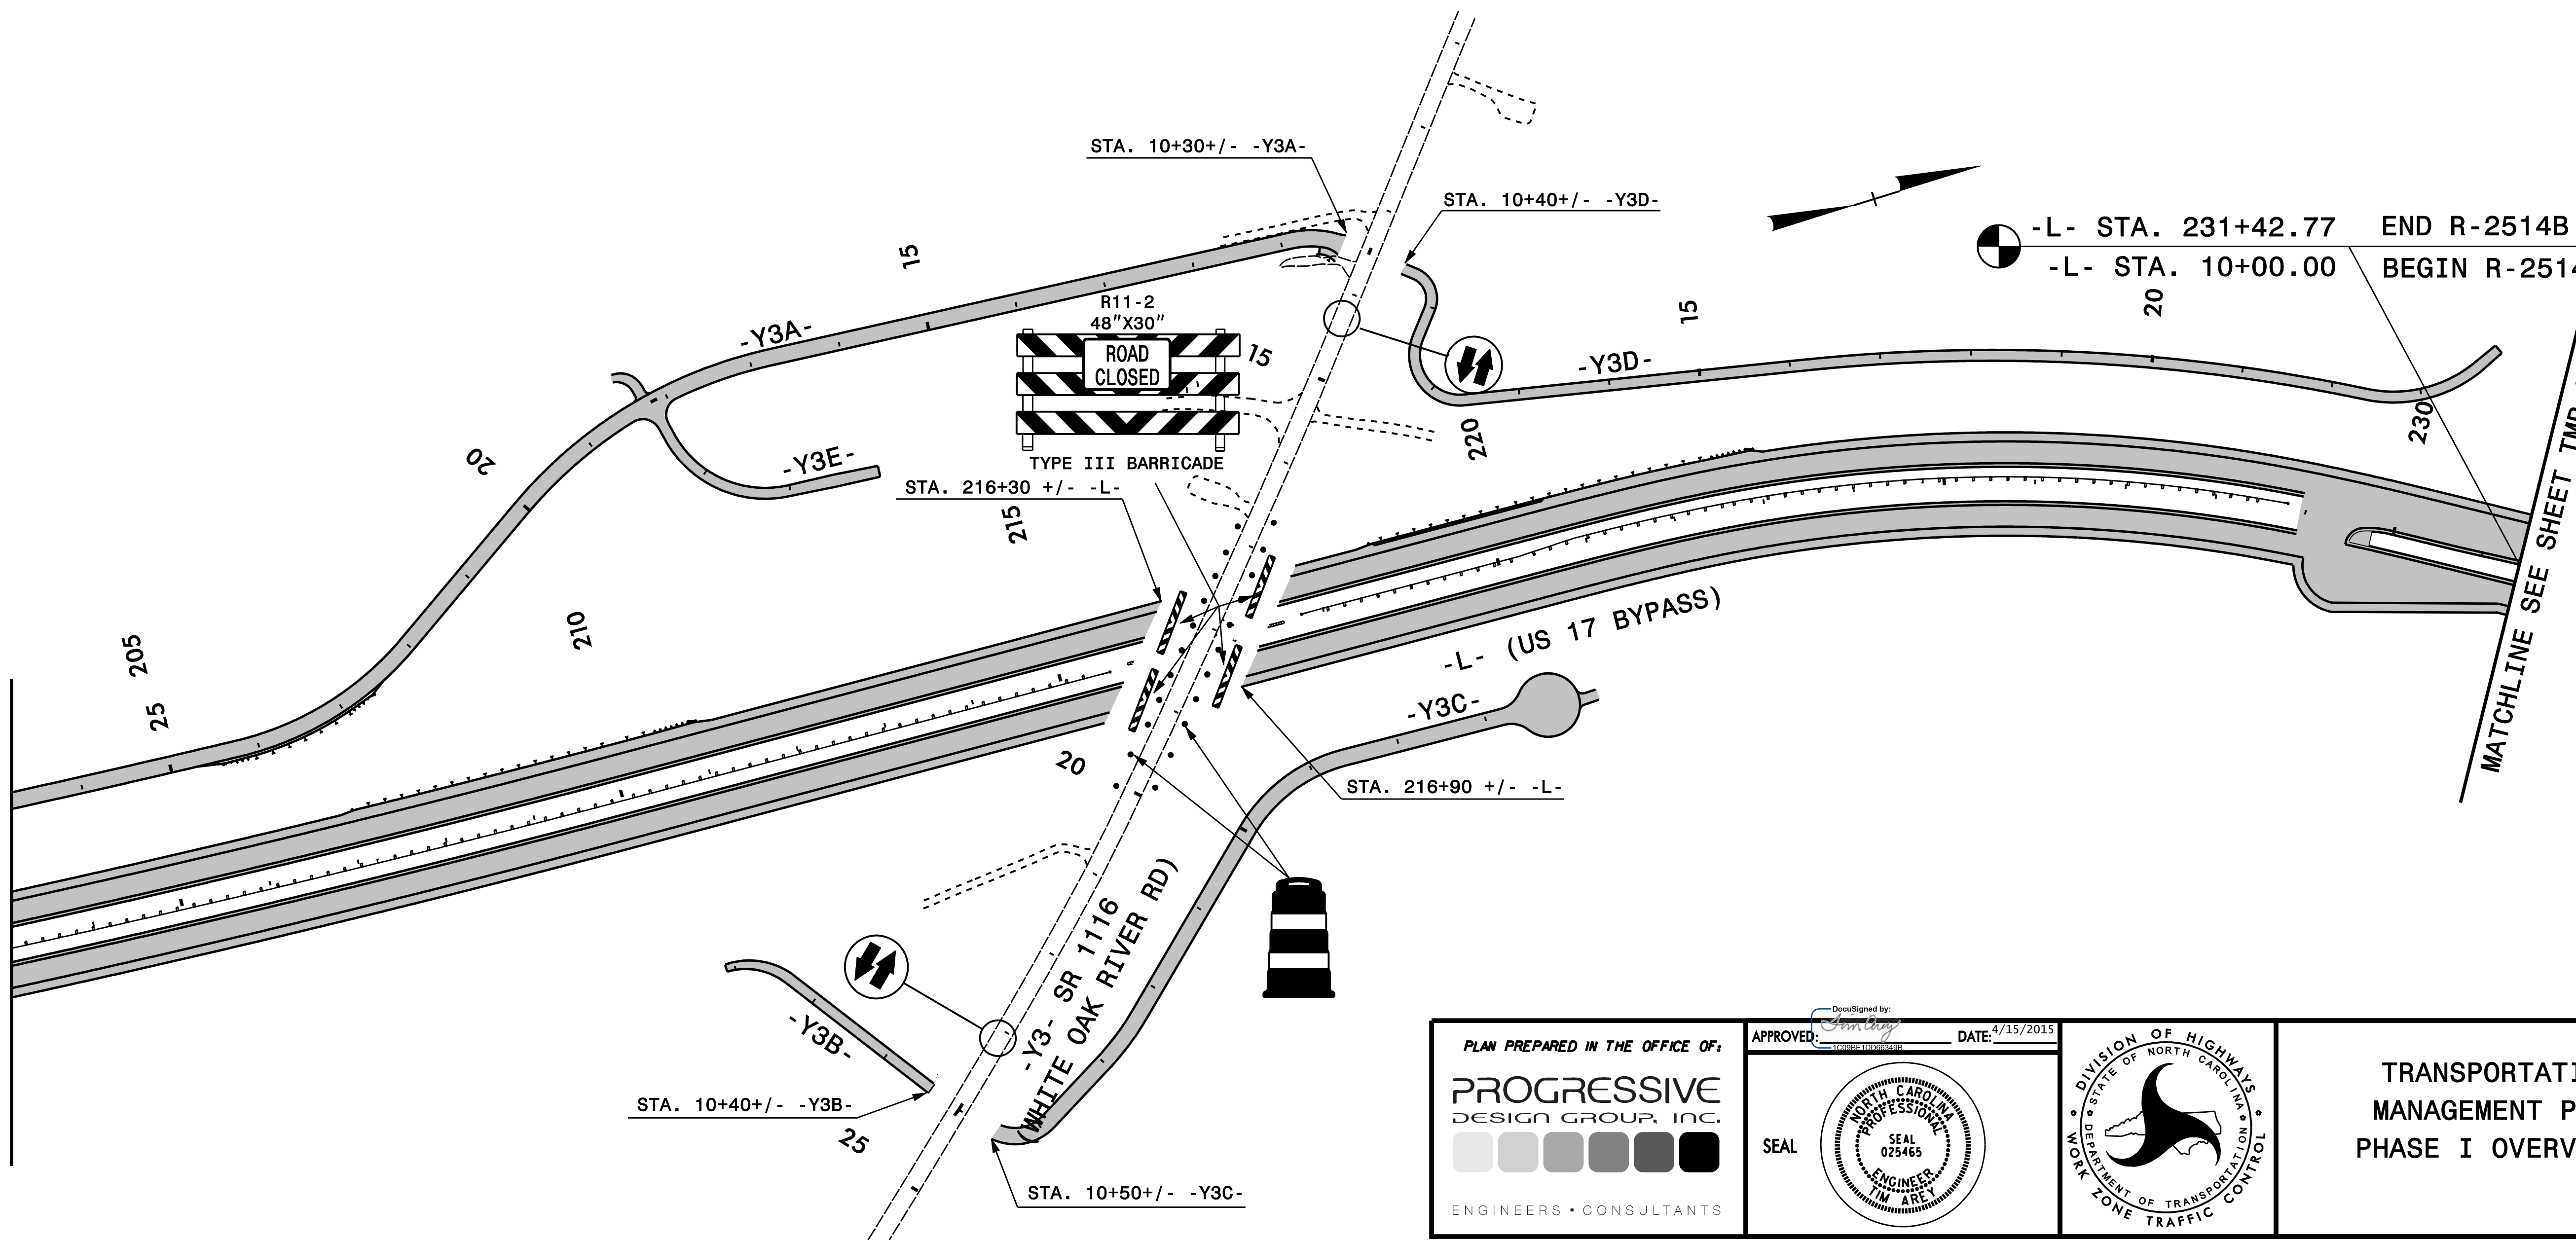 STA. 10+30+/- -Y3A-
STA. 10+40+/- -Y3D-
-L- STA. 231+42.77 END R-2514B
-L- STA. 10+00.00 BEGIN R-251
15
-Y3A-
R11-2
48"X30"
ROAD
CLOSED
TYPE III BARRICADE
15
15
20
-Y3D-
220
230
20
-Y3E-
STA. 216+30 +/- -L-
215
MATCHLINE SEE SHEET TMP
205
25
210
-L- (US 17 BYPASS)
-Y3C-
20
STA. 216+90 +/- -L-
-Y3- SR 1116
WHITE OAK RIVER RD)
-Y3B-
STA. 10+40+/- -Y3B-
25
STA. 10+50+/- -Y3C-
PLAN PREPARED IN THE OFFICE OF:
PROGRESSIVE
DESIGN GROUP, INC.
ENGINEERS • CONSULTANTS
DocuSigned by:
APPROVED: Tim Arey DATE: 4/15/2015
1C09BE1DD66349B...
SEAL
NORTH CAROLINA
PROFESSIONAL
SEAL
025465
ENGINEER
TIM AREY
DIVISION OF HIGHWAYS
STATE OF NORTH CAROLINA
DEPARTMENT OF TRANSPORTATION
WORK ZONE TRAFFIC CONTROL
TRANSPORTATI
MANAGEMENT P
PHASE I OVERV